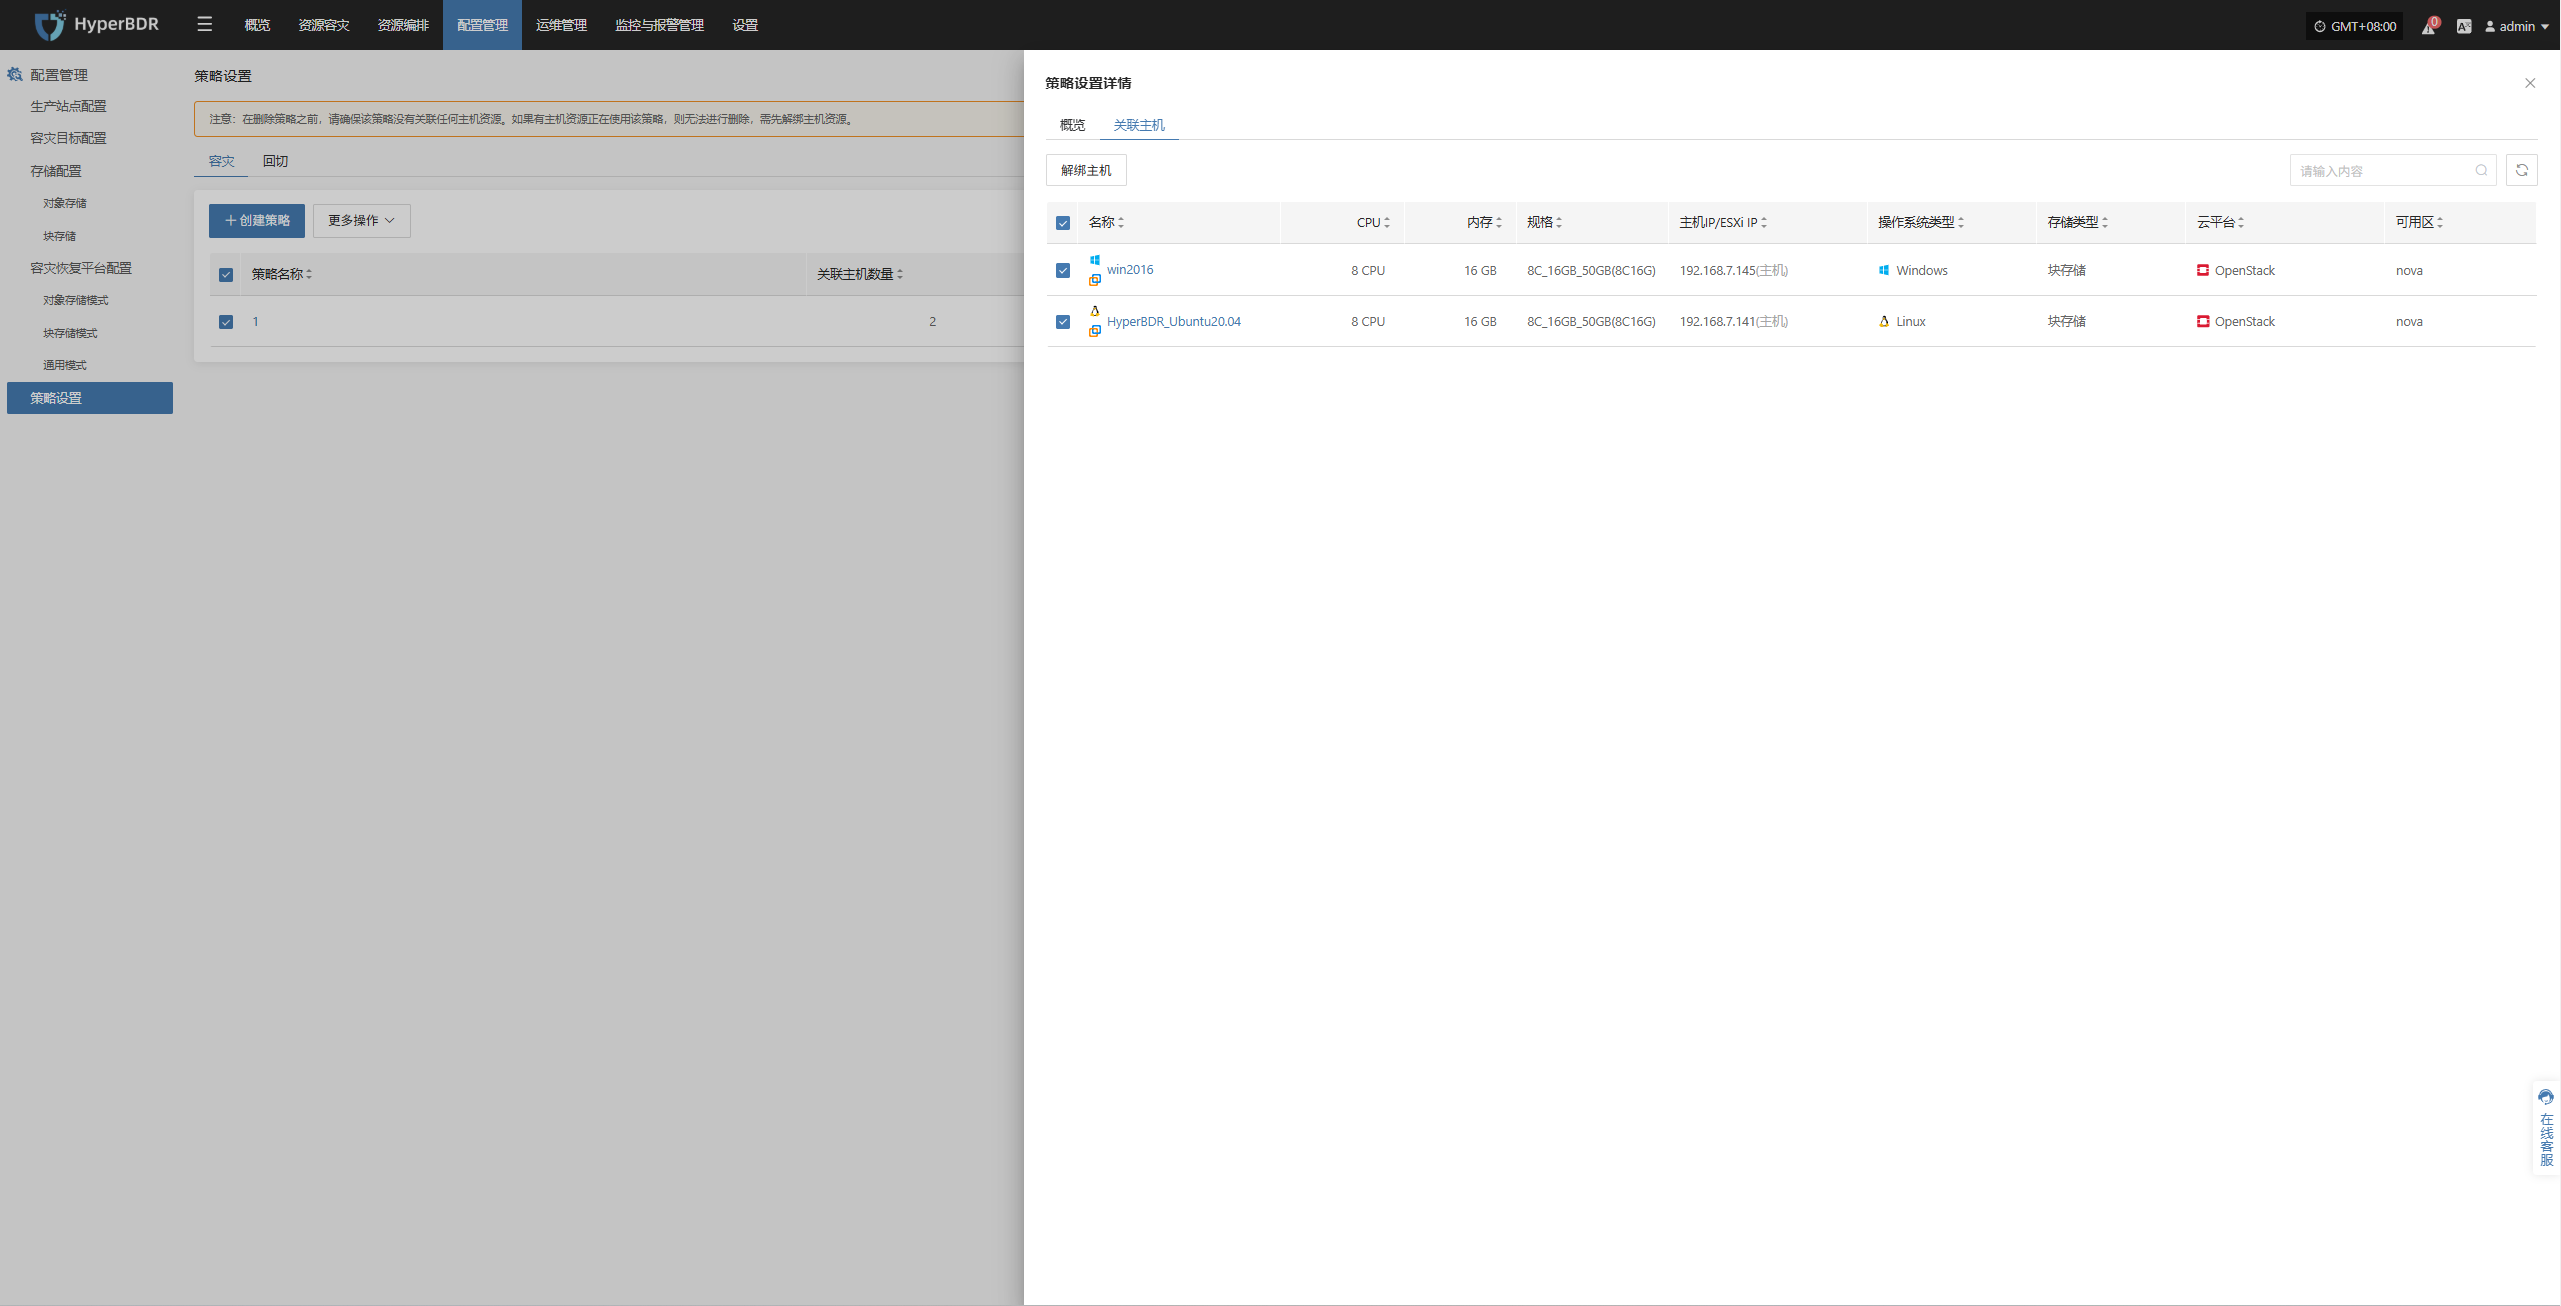 HyperBDR 概览 资源容灾 资源编排 配置管理 运维管理 监控与报警管理 设置 GMT+08:00 0 admin
配置管理
生产站点配置
容灾目标配置
存储配置
对象存储
块存储
容灾恢复平台配置
对象存储模式
块存储模式
通用模式
策略设置
策略设置
注意：在删除策略之前，请确保该策略没有关联任何主机资源。如果有主机资源正在使用该策略，则无法进行删除，需先解绑主机资源。
容灾 回切
创建策略 更多操作
策略名称 关联主机数量
1 2
策略设置详情
概览 关联主机
解绑主机 请输入内容
名称 CPU 内存 规格 主机IP/ESXi IP 操作系统类型 存储类型 云平台 可用区
win2016 8 CPU 16 GB 8C_16GB_50GB(8C16G) 192.168.7.145(主机) Windows 块存储 OpenStack nova
HyperBDR_Ubuntu20.04 8 CPU 16 GB 8C_16GB_50GB(8C16G) 192.168.7.141(主机) Linux 块存储 OpenStack nova
在线客服